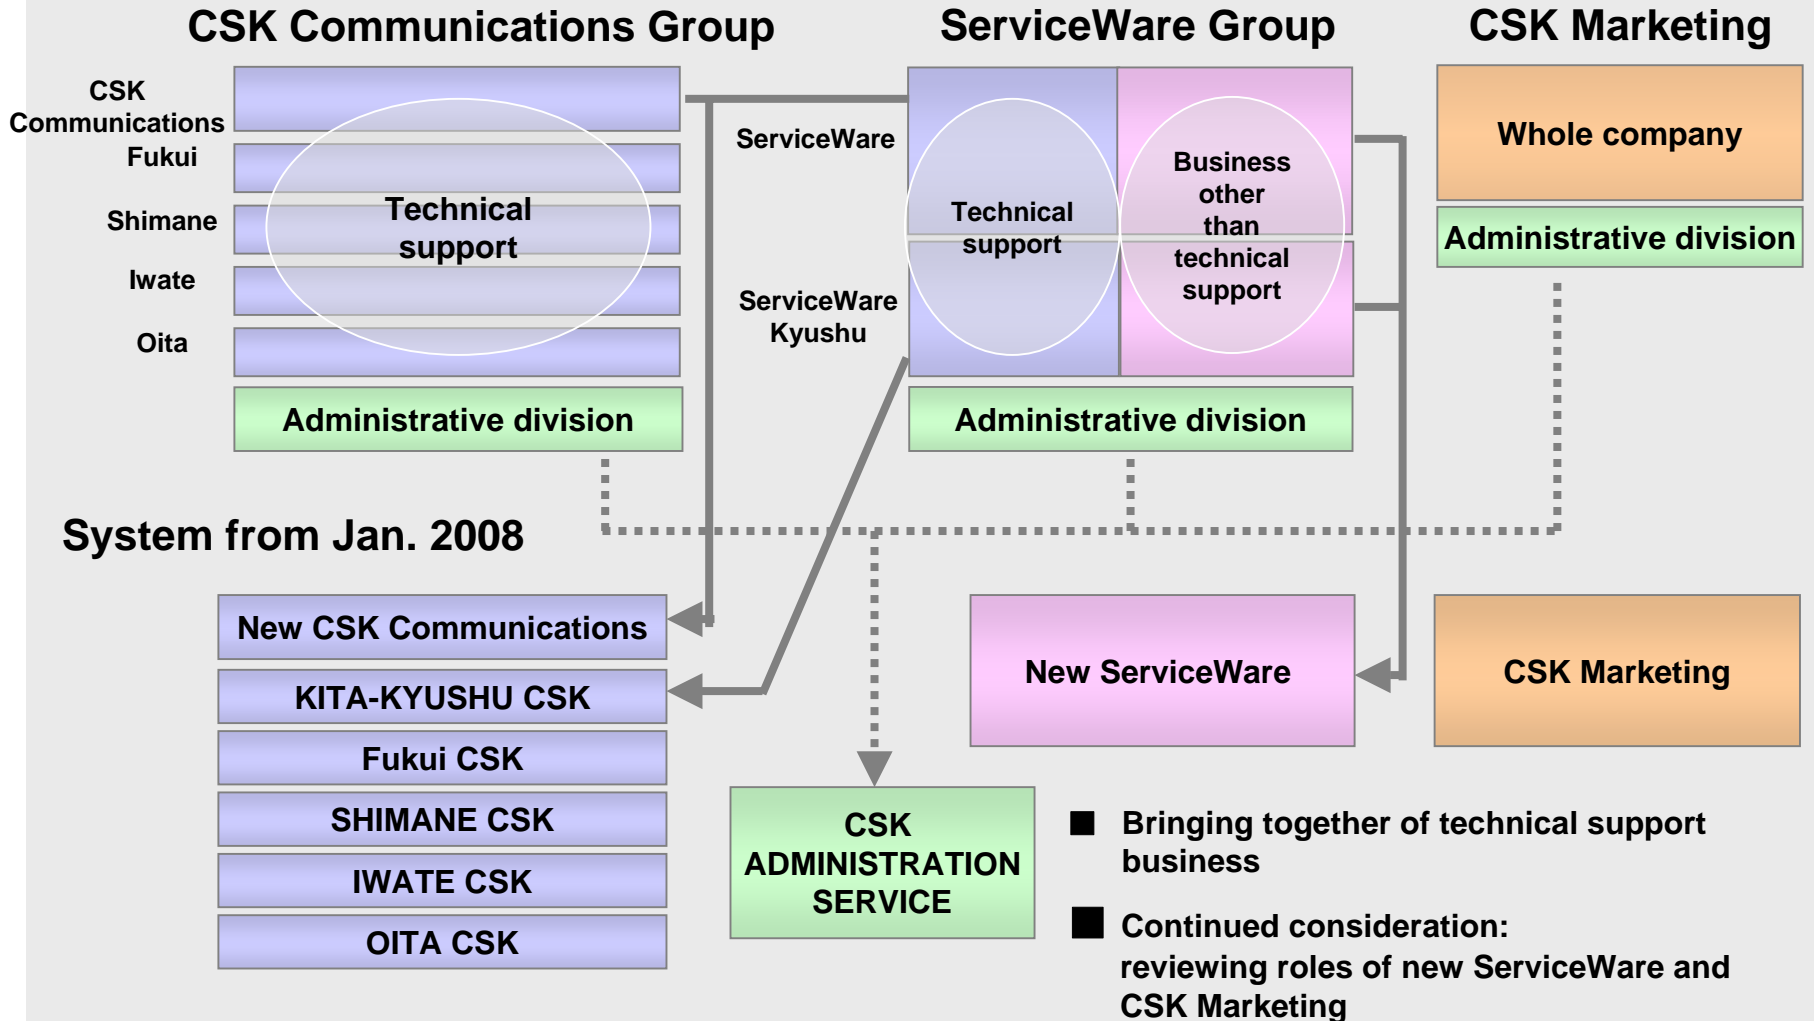 CSK Communications Group
ServiceWare Group
CSK Marketing
CSK
Communications
Fukui
Shimane
Iwate
Oita
Technical
support
Administrative division
ServiceWare
ServiceWare
Kyushu
Technical
support
Business
other
than
technical
support
Administrative division
Whole company
Administrative division
System from Jan. 2008
New CSK Communications
KITA-KYUSHU CSK
Fukui CSK
SHIMANE CSK
IWATE CSK
OITA CSK
CSK
ADMINISTRATION
SERVICE
New ServiceWare
CSK Marketing
■ Bringing together of technical support
business
■ Continued consideration:
reviewing roles of new ServiceWare and
CSK Marketing